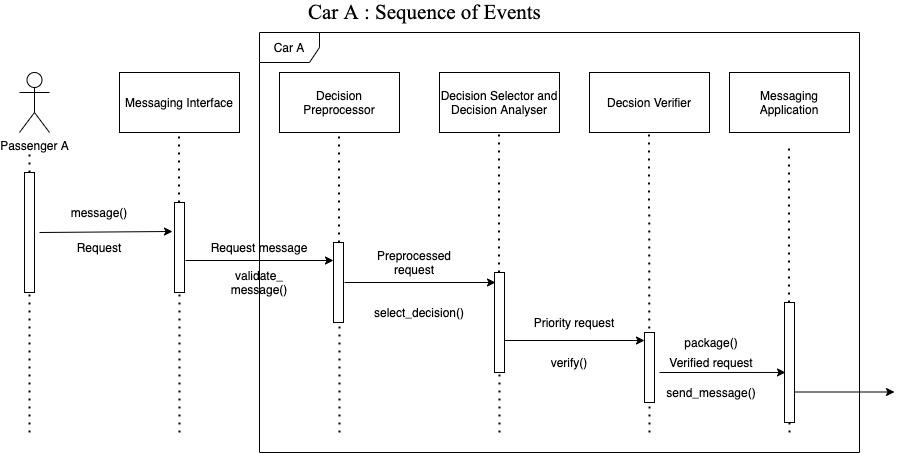 Car A : Sequence of Events
Car A
Messaging Interface
Decision
Preprocessor
Decision Selector and
Decision Analyser
Decsion Verifier
Messaging
Application
Passenger A
message()
Request
Request message
validate_
message()
Preprocessed
request
select_decision()
Priority request
verify()
package()
Verified request
send_message()